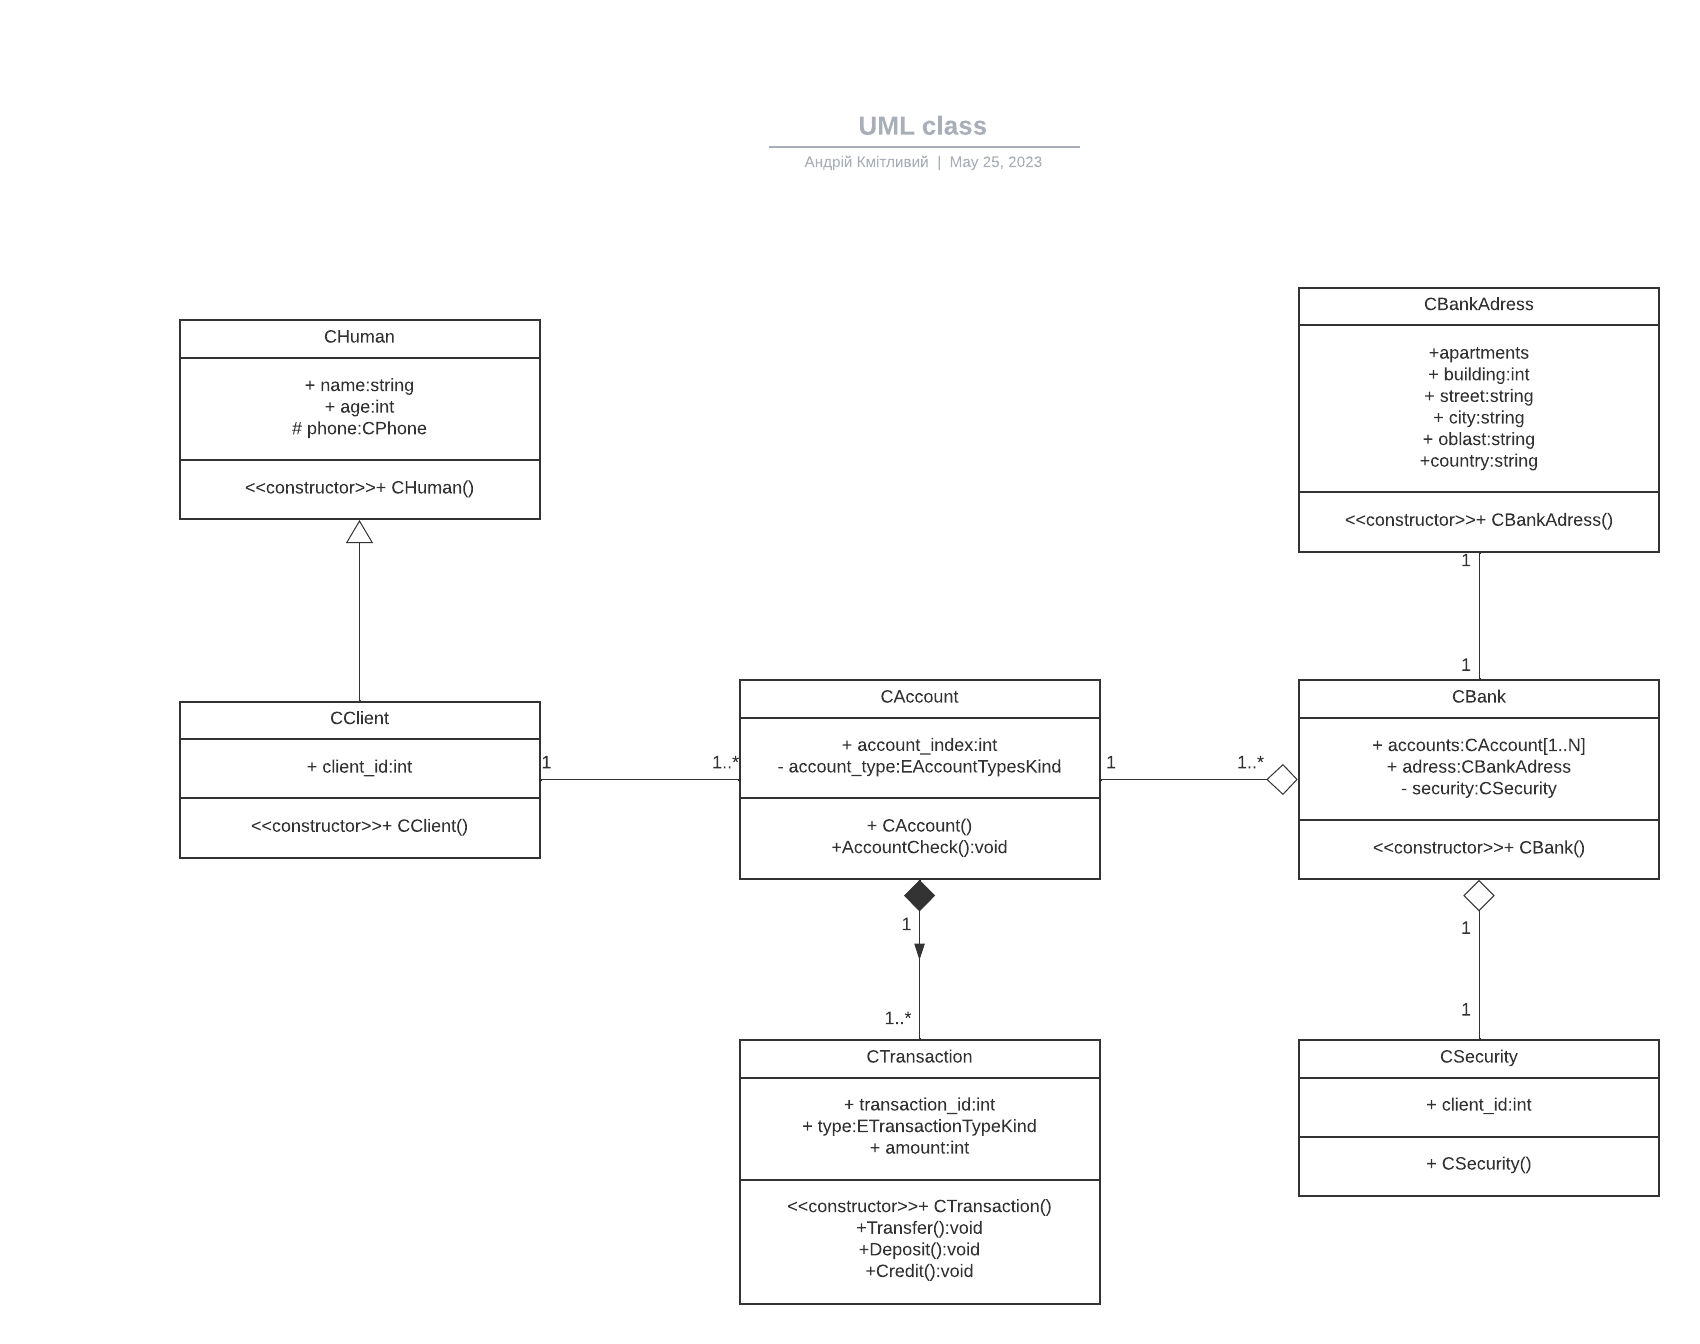 UML class
Андрій Кмітливий | May 25, 2023
CHuman
+ name:string
+ age:int
# phone:CPhone
<<constructor>>+ CHuman()
CBankAdress
+apartments
+ building:int
+ street:string
+ city:string
+ oblast:string
+country:string
<<constructor>>+ CBankAdress()
1
1
CClient
+ client_id:int
<<constructor>>+ CClient()
1
1..*
CAccount
+ account_index:int
- account_type:EAccountTypesKind
+ CAccount()
+AccountCheck():void
1
1..*
CBank
+ accounts:CAccount[1..N]
+ adress:CBankAdress
- security:CSecurity
<<constructor>>+ CBank()
1
1..*
CTransaction
+ transaction_id:int
+ type:ETransactionTypeKind
+ amount:int
<<constructor>>+ CTransaction()
+Transfer():void
+Deposit():void
+Credit():void
1
1
CSecurity
+ client_id:int
+ CSecurity()